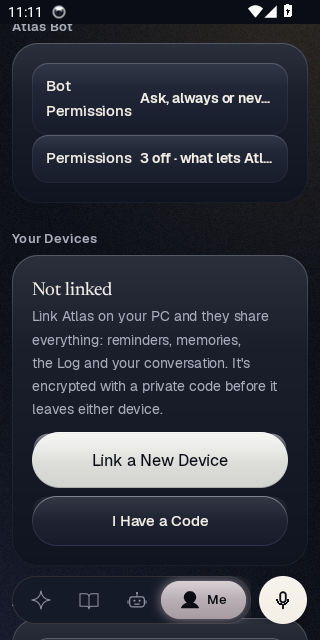 11:11
Atlas Bot
Bot
Permissions
Ask, always or nev...
Permissions 3 off · what lets Atl...
Your Devices
Not linked
Link Atlas on your PC and they share
everything: reminders, memories,
the Log and your conversation. It's
encrypted with a private code before it
leaves either device.
Link a New Device
I Have a Code
Me